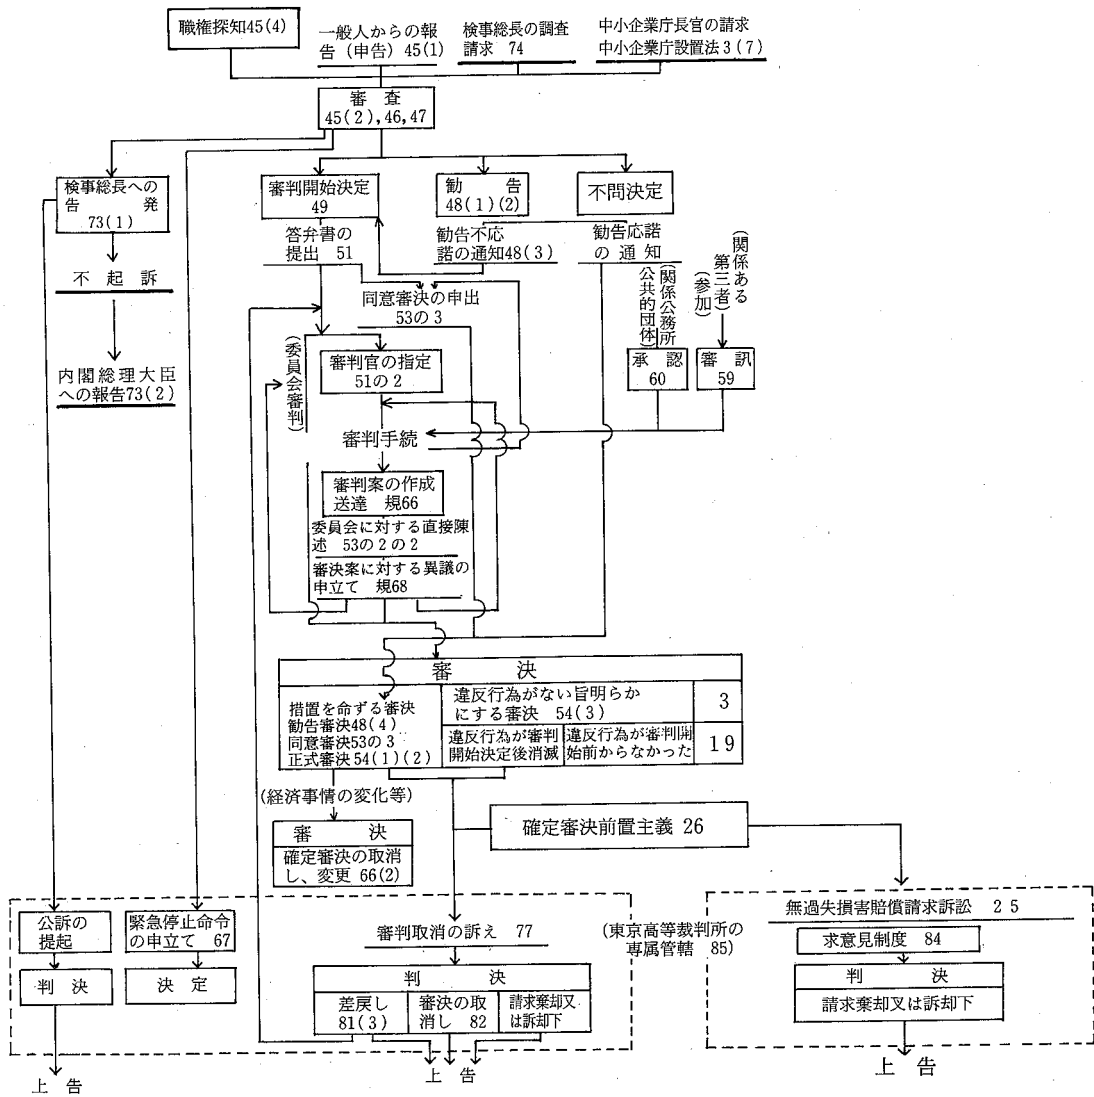 職権探知45(4)
一般人からの報
告(申告)45(1)
検事総長の調査
請求 74
中小企業庁長官の請求
中小企業庁設置法3(7)
審 査
45(2),46,47
検事総長への
告 発
73(1)
審判開始決定
49
勧 告
48(1)(2)
不問決定
答弁書の
提出 51
勧告不応
諾の通知48(3)
勧告応諾
の通知
(関係ある
第三者)
(参加)
(関係公務所
公共的団体)
不起訴
同意審決の申出
53の3
(委員会審判)
審判官の指定
51の2
承 認
60
審 訊
59
内閣総理大臣
への報告73(2)
審判手続
審判案の作成
送達 規66
委員会に対する直接陳
述 53の2の2
審決案に対する異議の
申立て 規68
審 決
措置を命ずる審決
勧告審決48(4)
同意審決53の3
正式審決54(1)(2)
違反行為がない旨明らか
にする審決 54(3)
3
違反行為が審判
開始決定後消滅
違反行為が審判開
始前からなかった
19
(経済事情の変化等)
審 決
確定審決の取消
し、変更 66(2)
確定審決前置主義 26
公訴の
提起
緊急停止命令
の申立て 67
審判取消の訴え 77
(東京高等裁判所の
専属管轄 85)
無過失損害賠償請求訴訟 25
求意見制度 84
判 決
決 定
判 決
差戻し
81(3)
審決の取
消し 82
請求棄却又
は訴却下
判 決
請求棄却又は訴却下
上 告
上 告
上 告